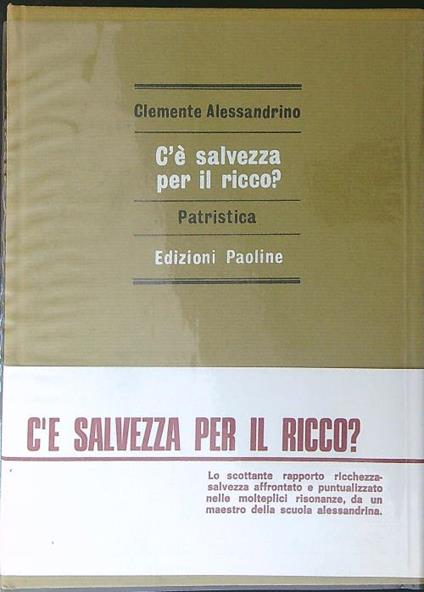 Clemente Alessandrino
C'è salvezza
per il ricco?
Patristica
Edizioni Paoline
C'E SALVEZZA PER IL RICCO?
Lo scottante rapporto ricchezza-
salvezza affrontato e puntualizzato
nelle molteplici risonanze, da un
maestro della scuola alessandrina.